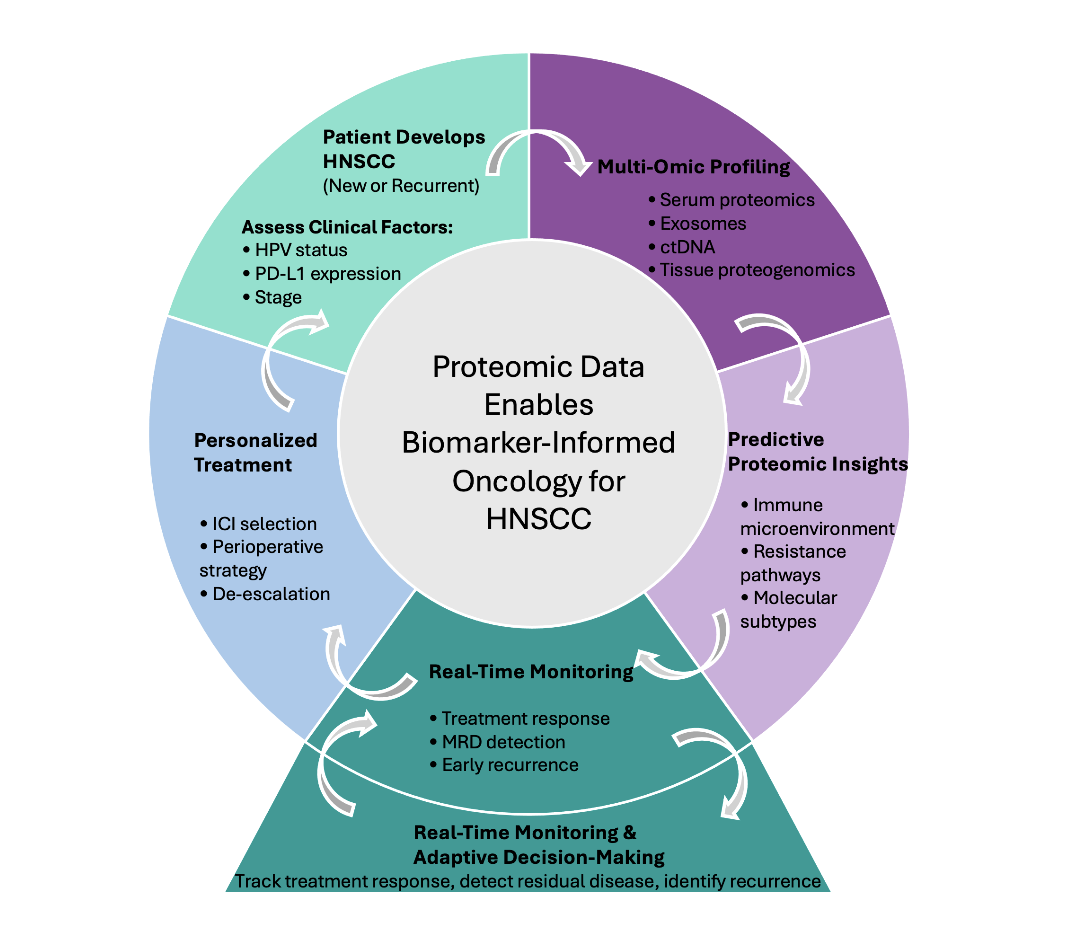 Patient Develops
HNSCC
(New or Recurrent)
Assess Clinical Factors:
• HPV status
• PD-L1 expression
• Stage
Multi-Omic Profiling
• Serum proteomics
• Exosomes
• ctDNA
• Tissue proteogenomics
Proteomic Data
Enables
Biomarker-Informed
Oncology for
HNSCC
Predictive
Proteomic Insights
• Immune
microenvironment
• Resistance
pathways
• Molecular
subtypes
Personalized
Treatment
• ICI selection
• Perioperative
strategy
• De-escalation
Real-Time Monitoring
• Treatment response
• MRD detection
• Early recurrence
Real-Time Monitoring &
Adaptive Decision-Making
Track treatment response, detect residual disease, identify recurrence